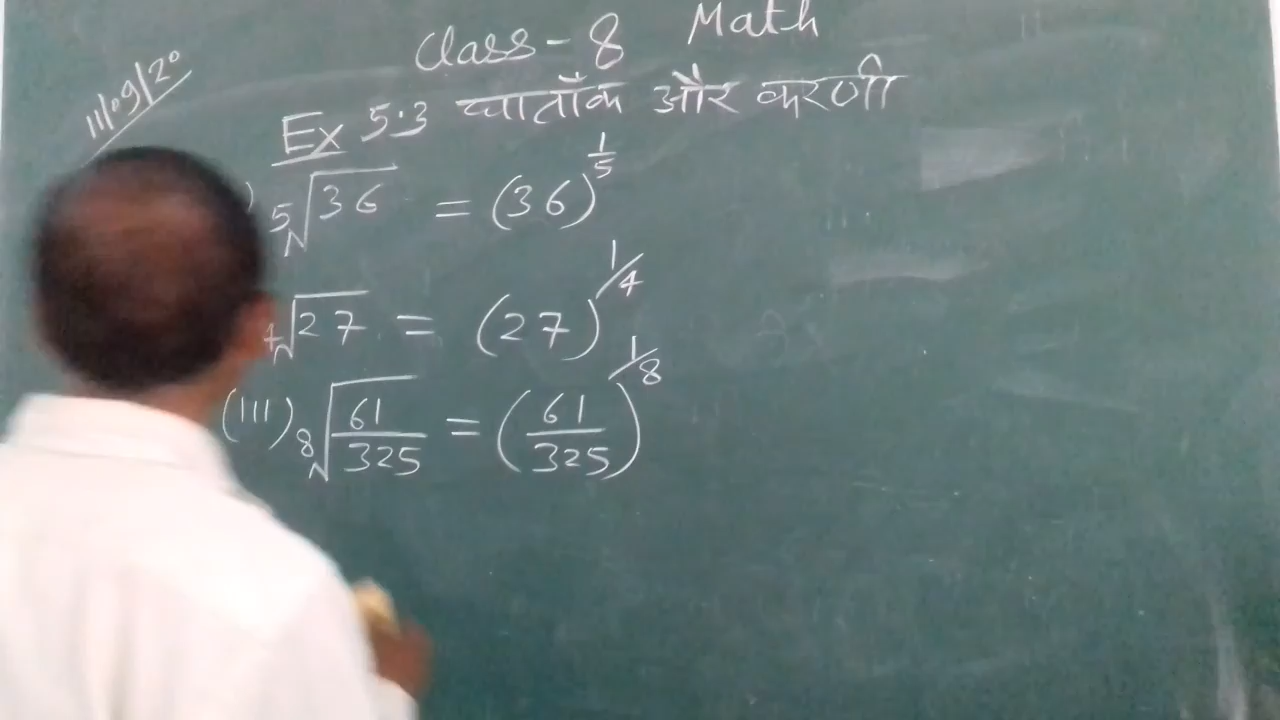 Class-8 Math
11/09/20
Ex 5.3 घातांक और करणी
) ⁵√36 = (36)^1/5
⁴√27 = (27)^1/4
(111) ⁸√(61/325) = (61/325)^1/8